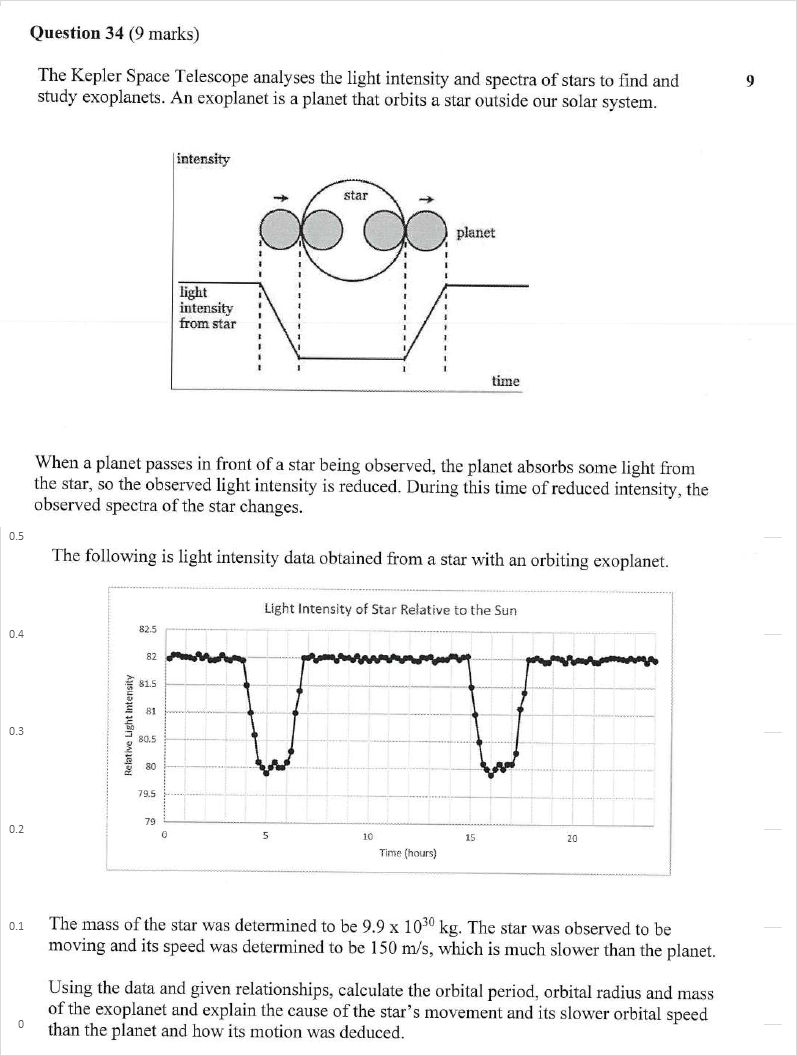 Question 34 (9 marks)
The Kepler Space Telescope analyses the light intensity and spectra of stars to find and
9
study exoplanets. An exoplanet is a planet that orbits a star outside our solar system.
intensity
star
planet
light
intensity
from star
time
When a planet passes in front of a star being observed, the planet absorbs some light from
the star, so the observed light intensity is reduced. During this time of reduced intensity, the
observed spectra of the star changes.
0.5
The following is light intensity data obtained from a star with an orbiting exoplanet.
Light Intensity of Star Relative to the Sun
82.5
0.4
82
81.5
Relative Light Intensity
81
0.3
80.5
80
79.5
0.2
79
0
5
10
15
20
Time (hours)
0.1
The mass of the star was determined to be 9.9 x 10³⁰ kg. The star was observed to be
moving and its speed was determined to be 150 m/s, which is much slower than the planet.
Using the data and given relationships, calculate the orbital period, orbital radius and mass
of the exoplanet and explain the cause of the star's movement and its slower orbital speed
0
than the planet and how its motion was deduced.